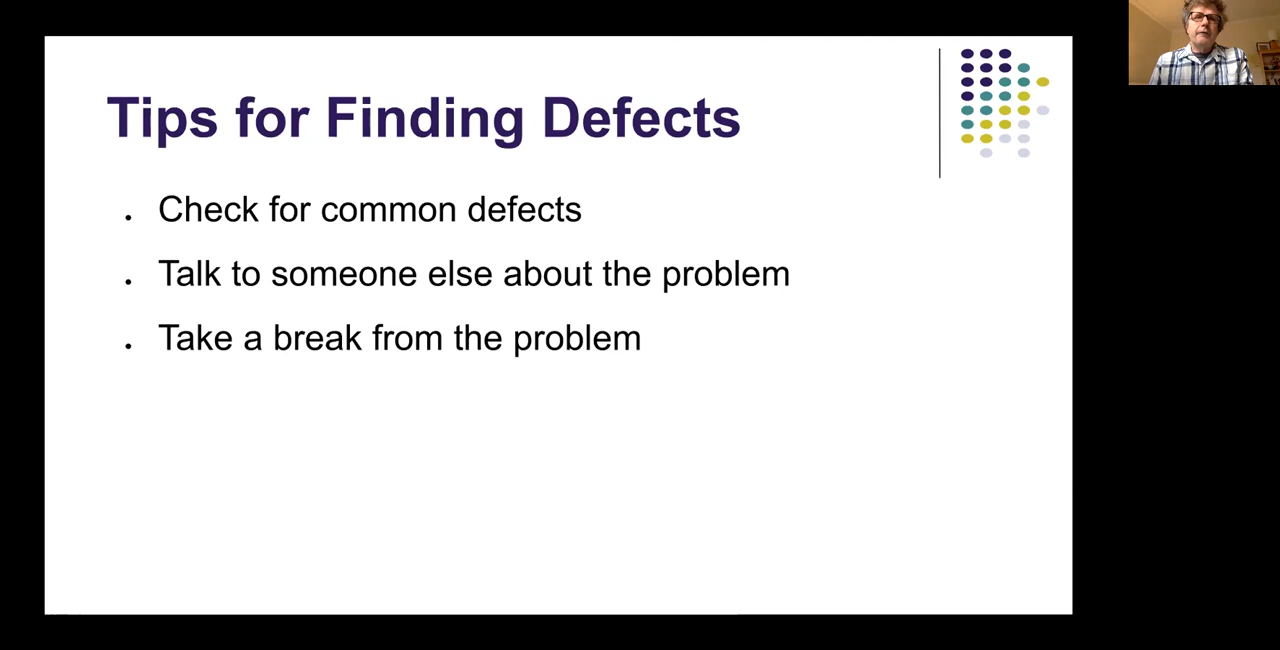 Tips for Finding Defects
. Check for common defects
. Talk to someone else about the problem
. Take a break from the problem